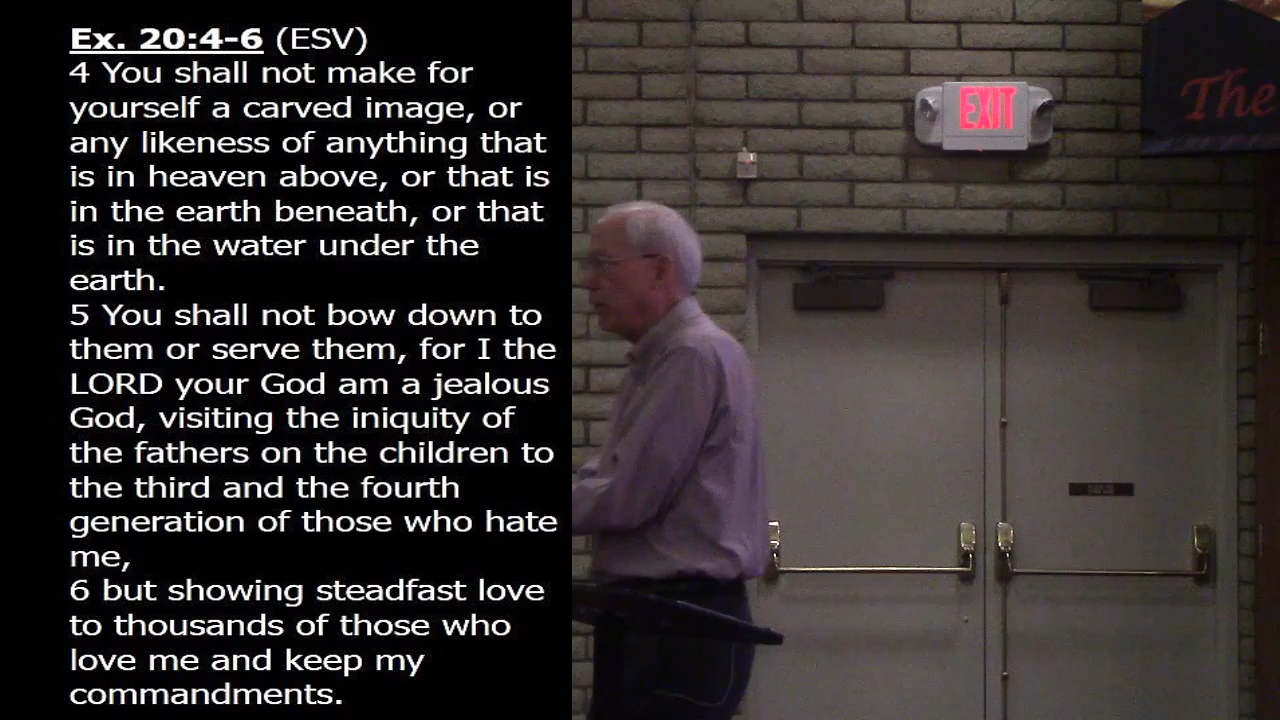 Ex. 20:4-6 (ESV)
4 You shall not make for
yourself a carved image, or
any likeness of anything that
is in heaven above, or that is
in the earth beneath, or that
is in the water under the
earth.
5 You shall not bow down to
them or serve them, for I the
LORD your God am a jealous
God, visiting the iniquity of
the fathers on the children to
the third and the fourth
generation of those who hate
me,
6 but showing steadfast love
to thousands of those who
love me and keep my
commandments.
EXIT
The